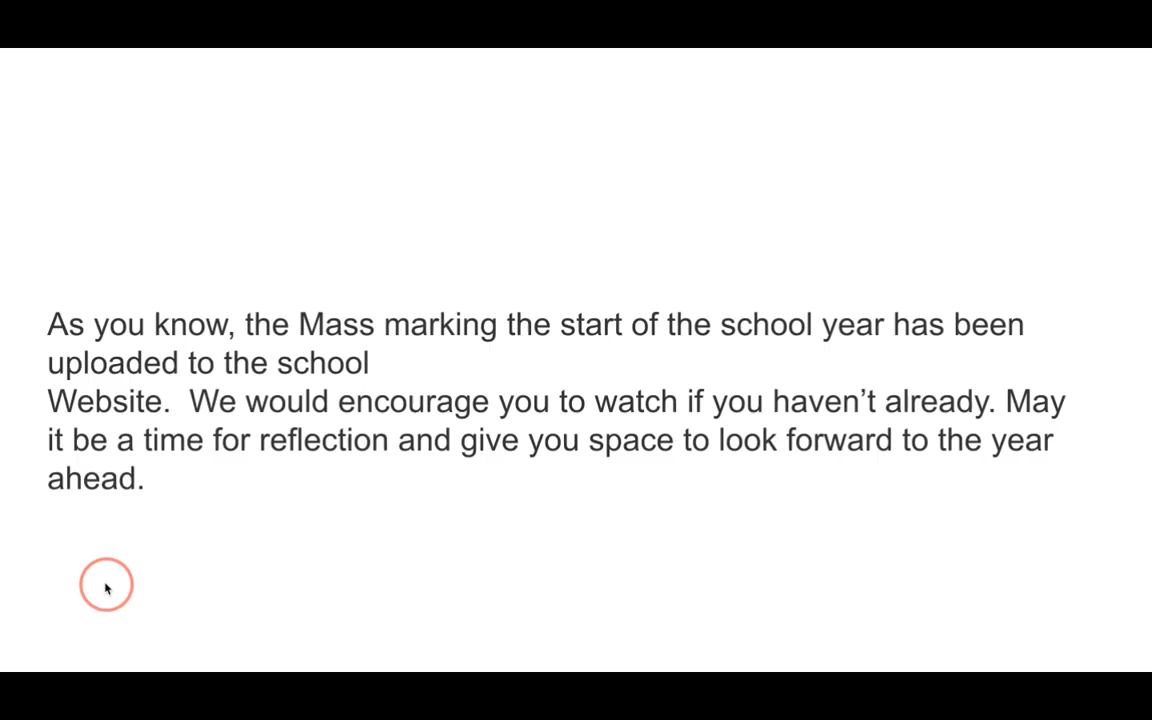 As you know, the Mass marking the start of the school year has been
uploaded to the school
Website.  We would encourage you to watch if you haven’t already. May
it be a time for reflection and give you space to look forward to the year
ahead.